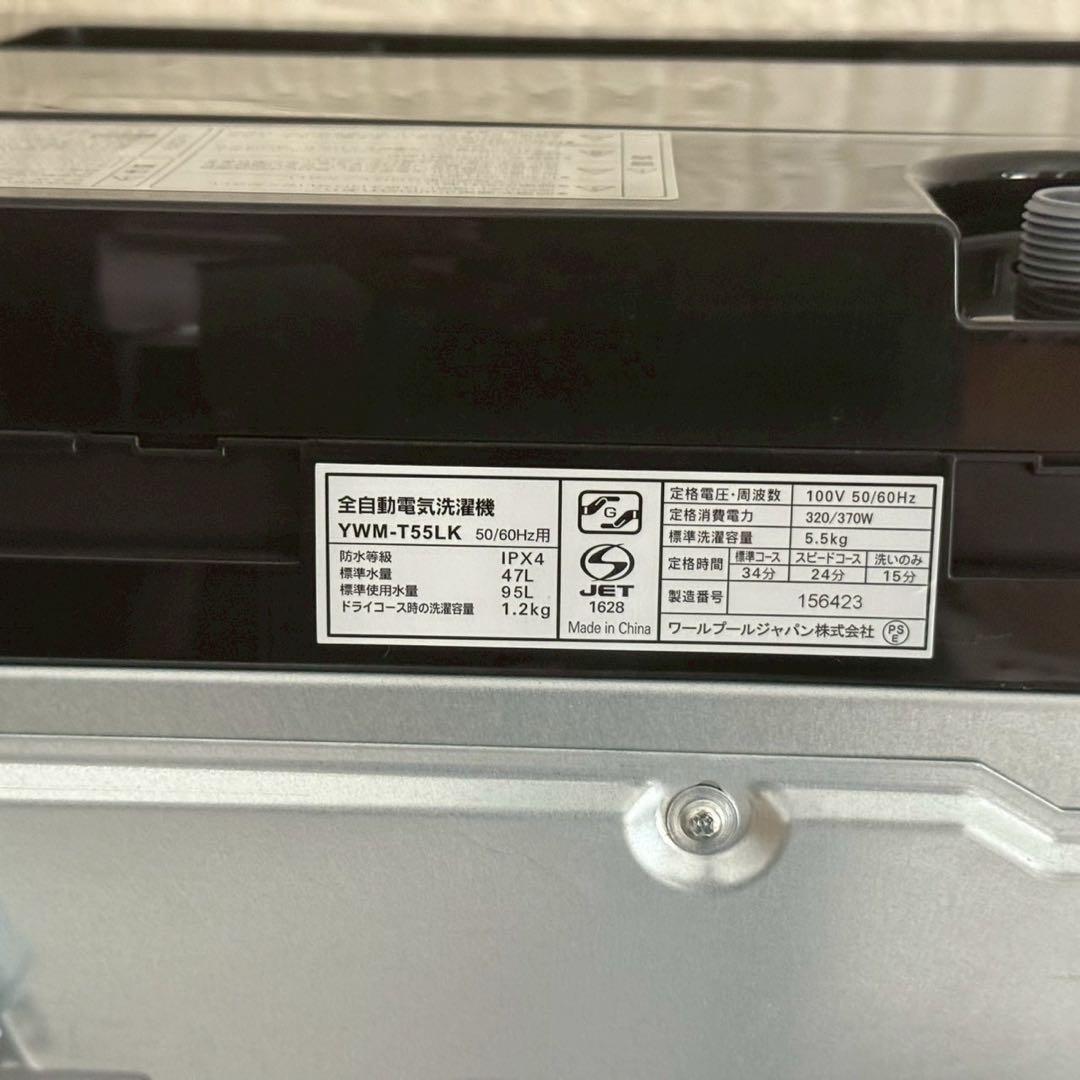 全自動電気洗濯機
YWM-T55LK 50/60Hz用
防水等級 IPX4
標準水量 47L
標準使用水量 95L
ドライコース時の洗濯容量 1.2kg
G
JET
1628
Made in China
定格電圧・周波数 100V 50/60Hz
定格消費電力 320/370W
標準洗濯容量 5.5kg
定格時間 標準コース スピードコース 洗いのみ
34分 24分 15分
製造番号 156423
ワールプールジャパン株式会社 PSE